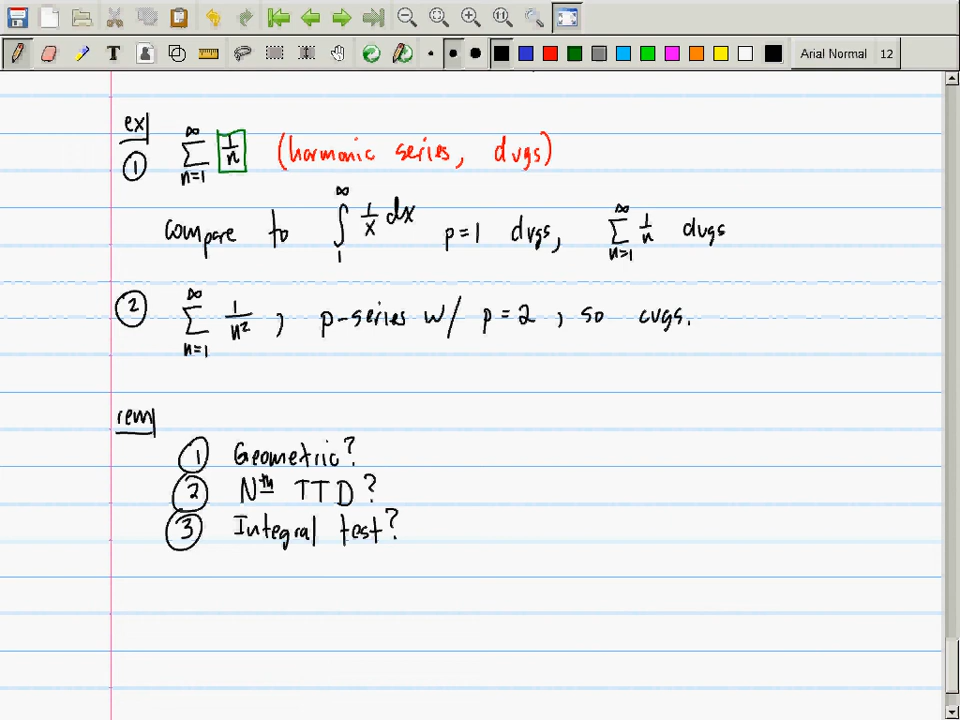 T Arial Normal 12
ex
① ∞ Σ n=1 1/n (harmonic series, dvgs)
compare to ∞ ∫ 1 1/x dx p=1 dvgs, ∞ Σ n=1 1/n dvgs
② ∞ Σ n=1 1/n² , p-series w/ p=2, so cvgs.
rem
① Geometric?
② Nth TTD?
③ Integral test?